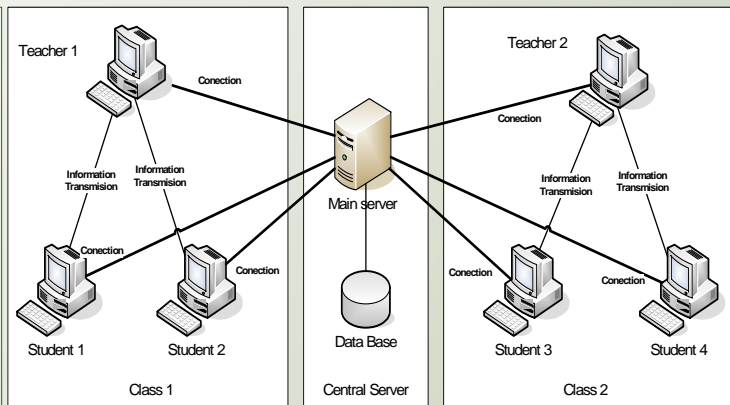 Teacher 1
Conection
Information
Transmision
Information
Transmision
Conection
Conection
Student 1
Student 2
Class 1
Main server
Data Base
Central Server
Teacher 2
Conection
Information
Transmision
Information
Transmision
Conection
Conection
Student 3
Student 4
Class 2